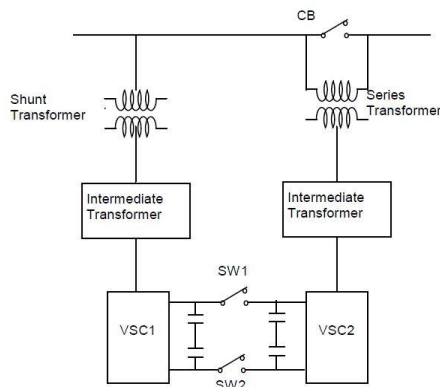 CB
Shunt
Transformer
Series
Transformer
Intermediate
Transformer
Intermediate
Transformer
SW1
VSC1
VSC2
SW2